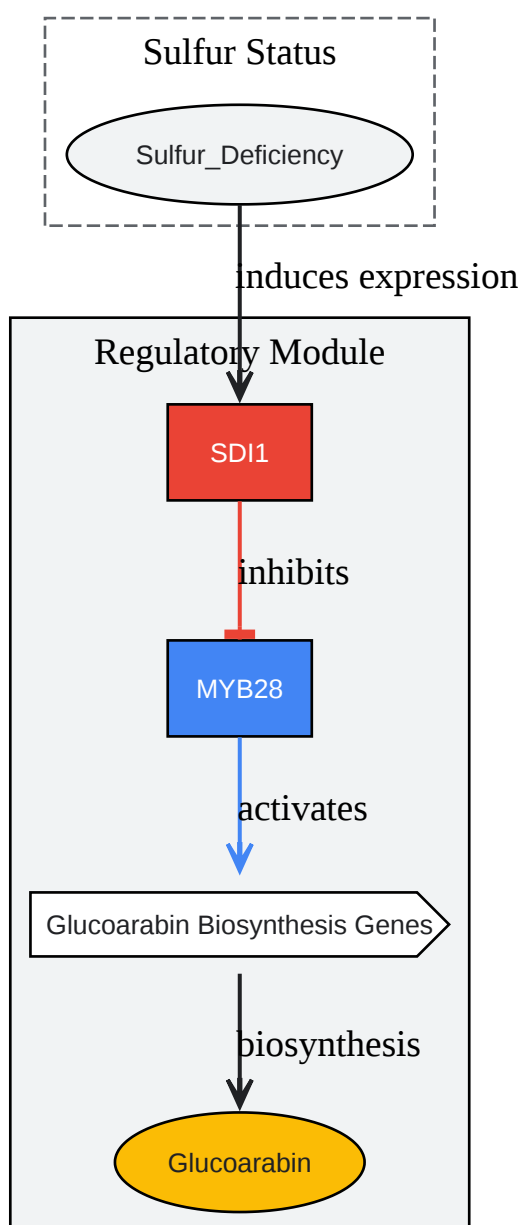 Sulfur Status
Sulfur_Deficiency
induces expression
Regulatory Module
SDI1
inhibits
MYB28
activates
Glucoarabin Biosynthesis Genes
biosynthesis
Glucoarabin